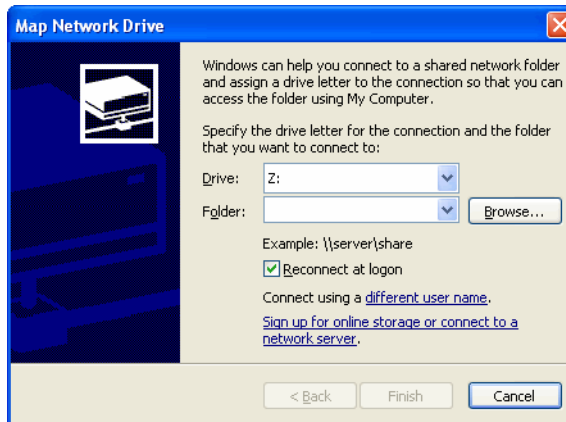 Map Network Drive
Windows can help you connect to a shared network folder
and assign a drive letter to the connection so that you can
access the folder using My Computer.
Specify the drive letter for the connection and the folder
that you want to connect to:
Drive: Z:
Folder: Browse...
Example: \\server\share
Reconnect at logon
Connect using a different user name.
Sign up for online storage or connect to a
network server.
< Back Finish Cancel